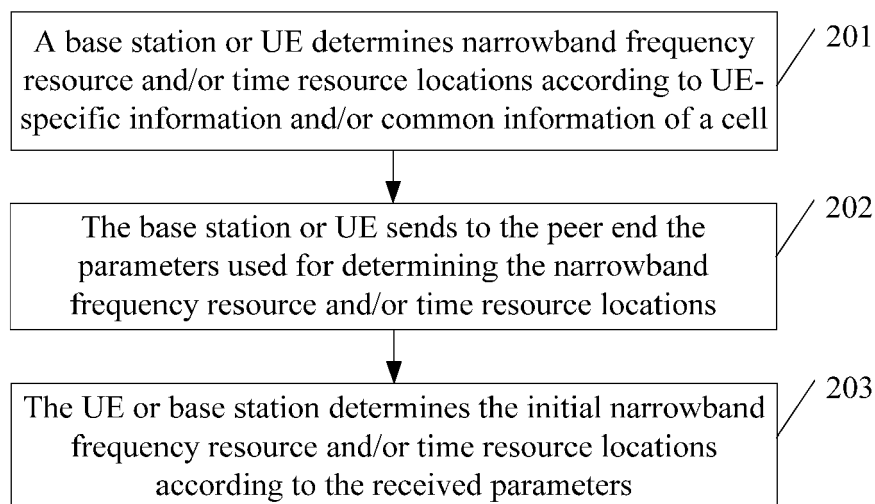 A base station or UE determines narrowband frequency
resource and/or time resource locations according to UE-
specific information and/or common information of a cell
201
The base station or UE sends to the peer end the
parameters used for determining the narrowband
frequency resource and/or time resource locations
202
The UE or base station determines the initial narrowband
frequency resource and/or time resource locations
according to the received parameters
203